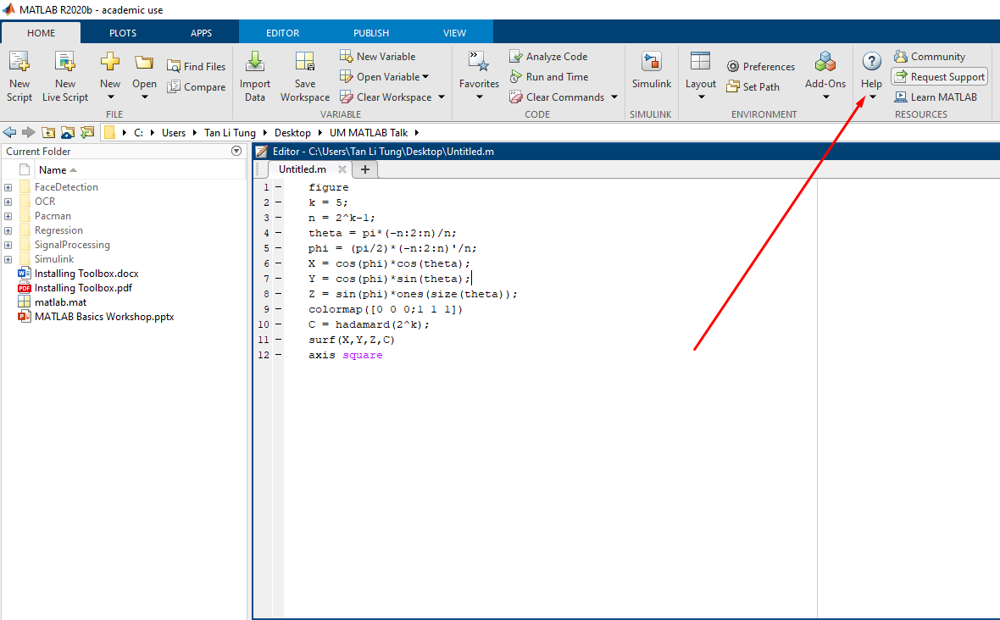 MATLAB R2020b - academic use
HOME PLOTS APPS EDITOR PUBLISH VIEW
New Script
New Live Script
New
Open
Find Files
Compare
FILE
Import Data
Save Workspace
New Variable
Open Variable
Clear Workspace
VARIABLE
Favorites
Analyze Code
Run and Time
Clear Commands
CODE
Simulink
SIMULINK
Layout
Preferences
Set Path
Add-Ons
ENVIRONMENT
? Help
Community
Request Support
Learn MATLAB
RESOURCES
C: Users Tan Li Tung Desktop UM MATLAB Talk
Current Folder
Name
FaceDetection
OCR
Pacman
Regression
SignalProcessing
Simulink
Installing Toolbox.docx
PDF Installing Toolbox.pdf
matlab.mat
MATLAB Basics Workshop.pptx
Editor - C:\Users\Tan Li Tung\Desktop\Untitled.m
Untitled.m × +
1 – figure
2 – k = 5;
3 – n = 2^k-1;
4 – theta = pi*(-n:2:n)/n;
5 – phi = (pi/2)*(-n:2:n)'/n;
6 – X = cos(phi)*cos(theta);
7 – Y = cos(phi)*sin(theta);
8 – Z = sin(phi)*ones(size(theta));
9 – colormap([0 0 0;1 1 1])
10 – C = hadamard(2^k);
11 – surf(X,Y,Z,C)
12 – axis square